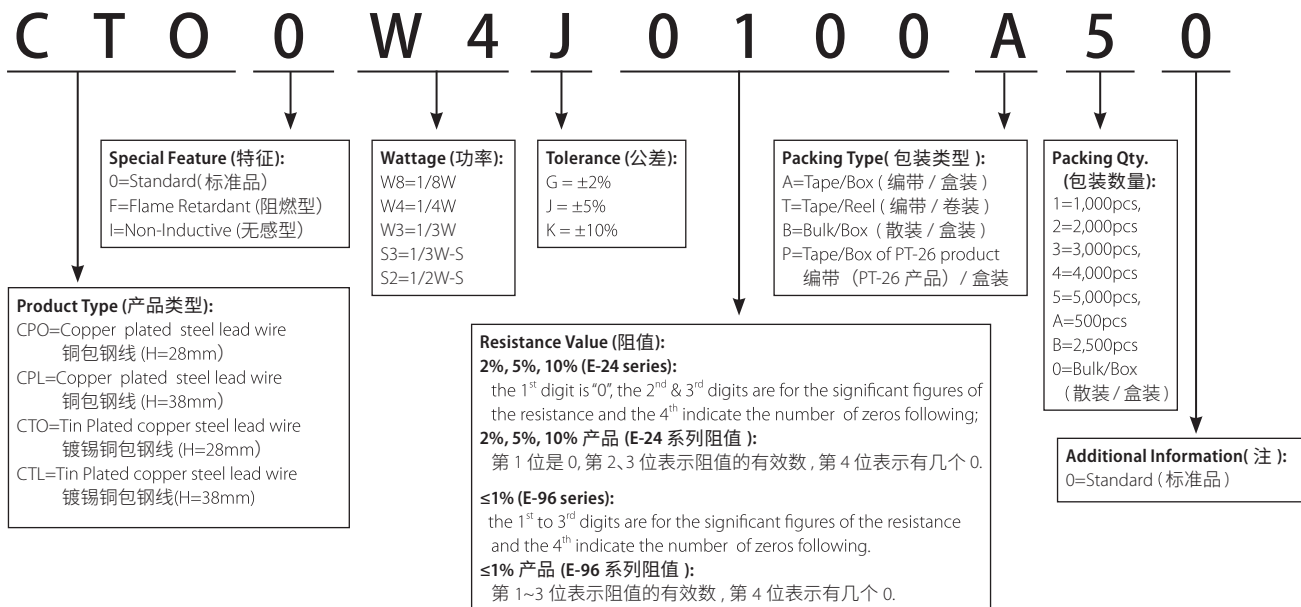 C T O 0 W 4 J 0 1 0 0 A 5 0
Special Feature (特征):
0=Standard( 标准品)
F=Flame Retardant (阻燃型)
I=Non-Inductive (无感型)
Wattage (功率):
W8=1/8W
W4=1/4W
W3=1/3W
S3=1/3W-S
S2=1/2W-S
Tolerance (公差):
G = ±2%
J = ±5%
K = ±10%
Packing Type( 包装类型 ):
A=Tape/Box ( 编带 / 盒装 )
T=Tape/Reel ( 编带 / 卷装 )
B=Bulk/Box ( 散装 / 盒装 )
P=Tape/Box of PT-26 product
编带 (PT-26 产品) / 盒装
Packing Qty.
(包装数量):
1=1,000pcs,
2=2,000pcs
3=3,000pcs,
4=4,000pcs
5=5,000pcs,
A=500pcs
B=2,500pcs
0=Bulk/Box
( 散装 / 盒装 )
Product Type (产品类型):
CPO=Copper plated steel lead wire
铜包钢线 (H=28mm)
CPL=Copper plated steel lead wire
铜包钢线 (H=38mm)
CTO=Tin Plated copper steel lead wire
镀锡铜包钢线 (H=28mm)
CTL=Tin Plated copper steel lead wire
镀锡铜包钢线(H=38mm)
Resistance Value (阻值):
2%, 5%, 10% (E-24 series):
the 1st digit is "0", the 2nd & 3rd digits are for the significant figures of
the resistance and the 4th indicate the number of zeros following;
2%, 5%, 10% 产品 (E-24 系列阻值 ):
第 1 位是 0, 第 2、3 位表示阻值的有效数 , 第 4 位表示有几个 0.
≤1% (E-96 series):
the 1st to 3rd digits are for the significant figures of the resistance
and the 4th indicate the number of zeros following.
≤1% 产品 (E-96 系列阻值 ):
第 1~3 位表示阻值的有效数 , 第 4 位表示有几个 0.
Additional Information( 注 ):
0=Standard ( 标准品 )